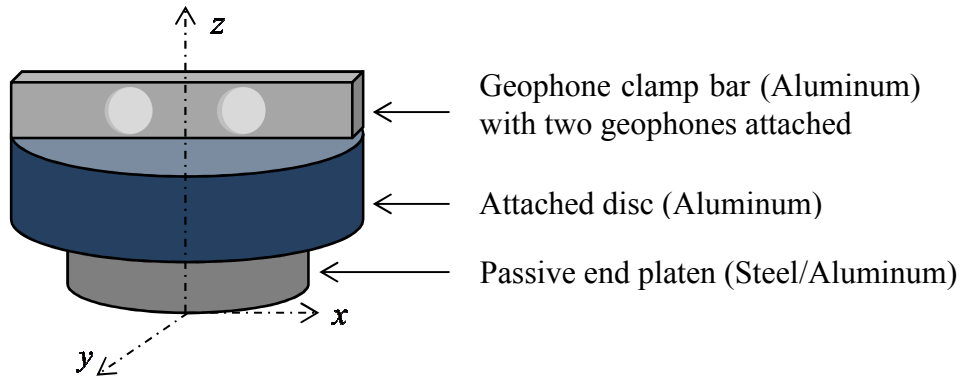 z
Geophone clamp bar (Aluminum)
with two geophones attached
Attached disc (Aluminum)
Passive end platen (Steel/Aluminum)
x
y